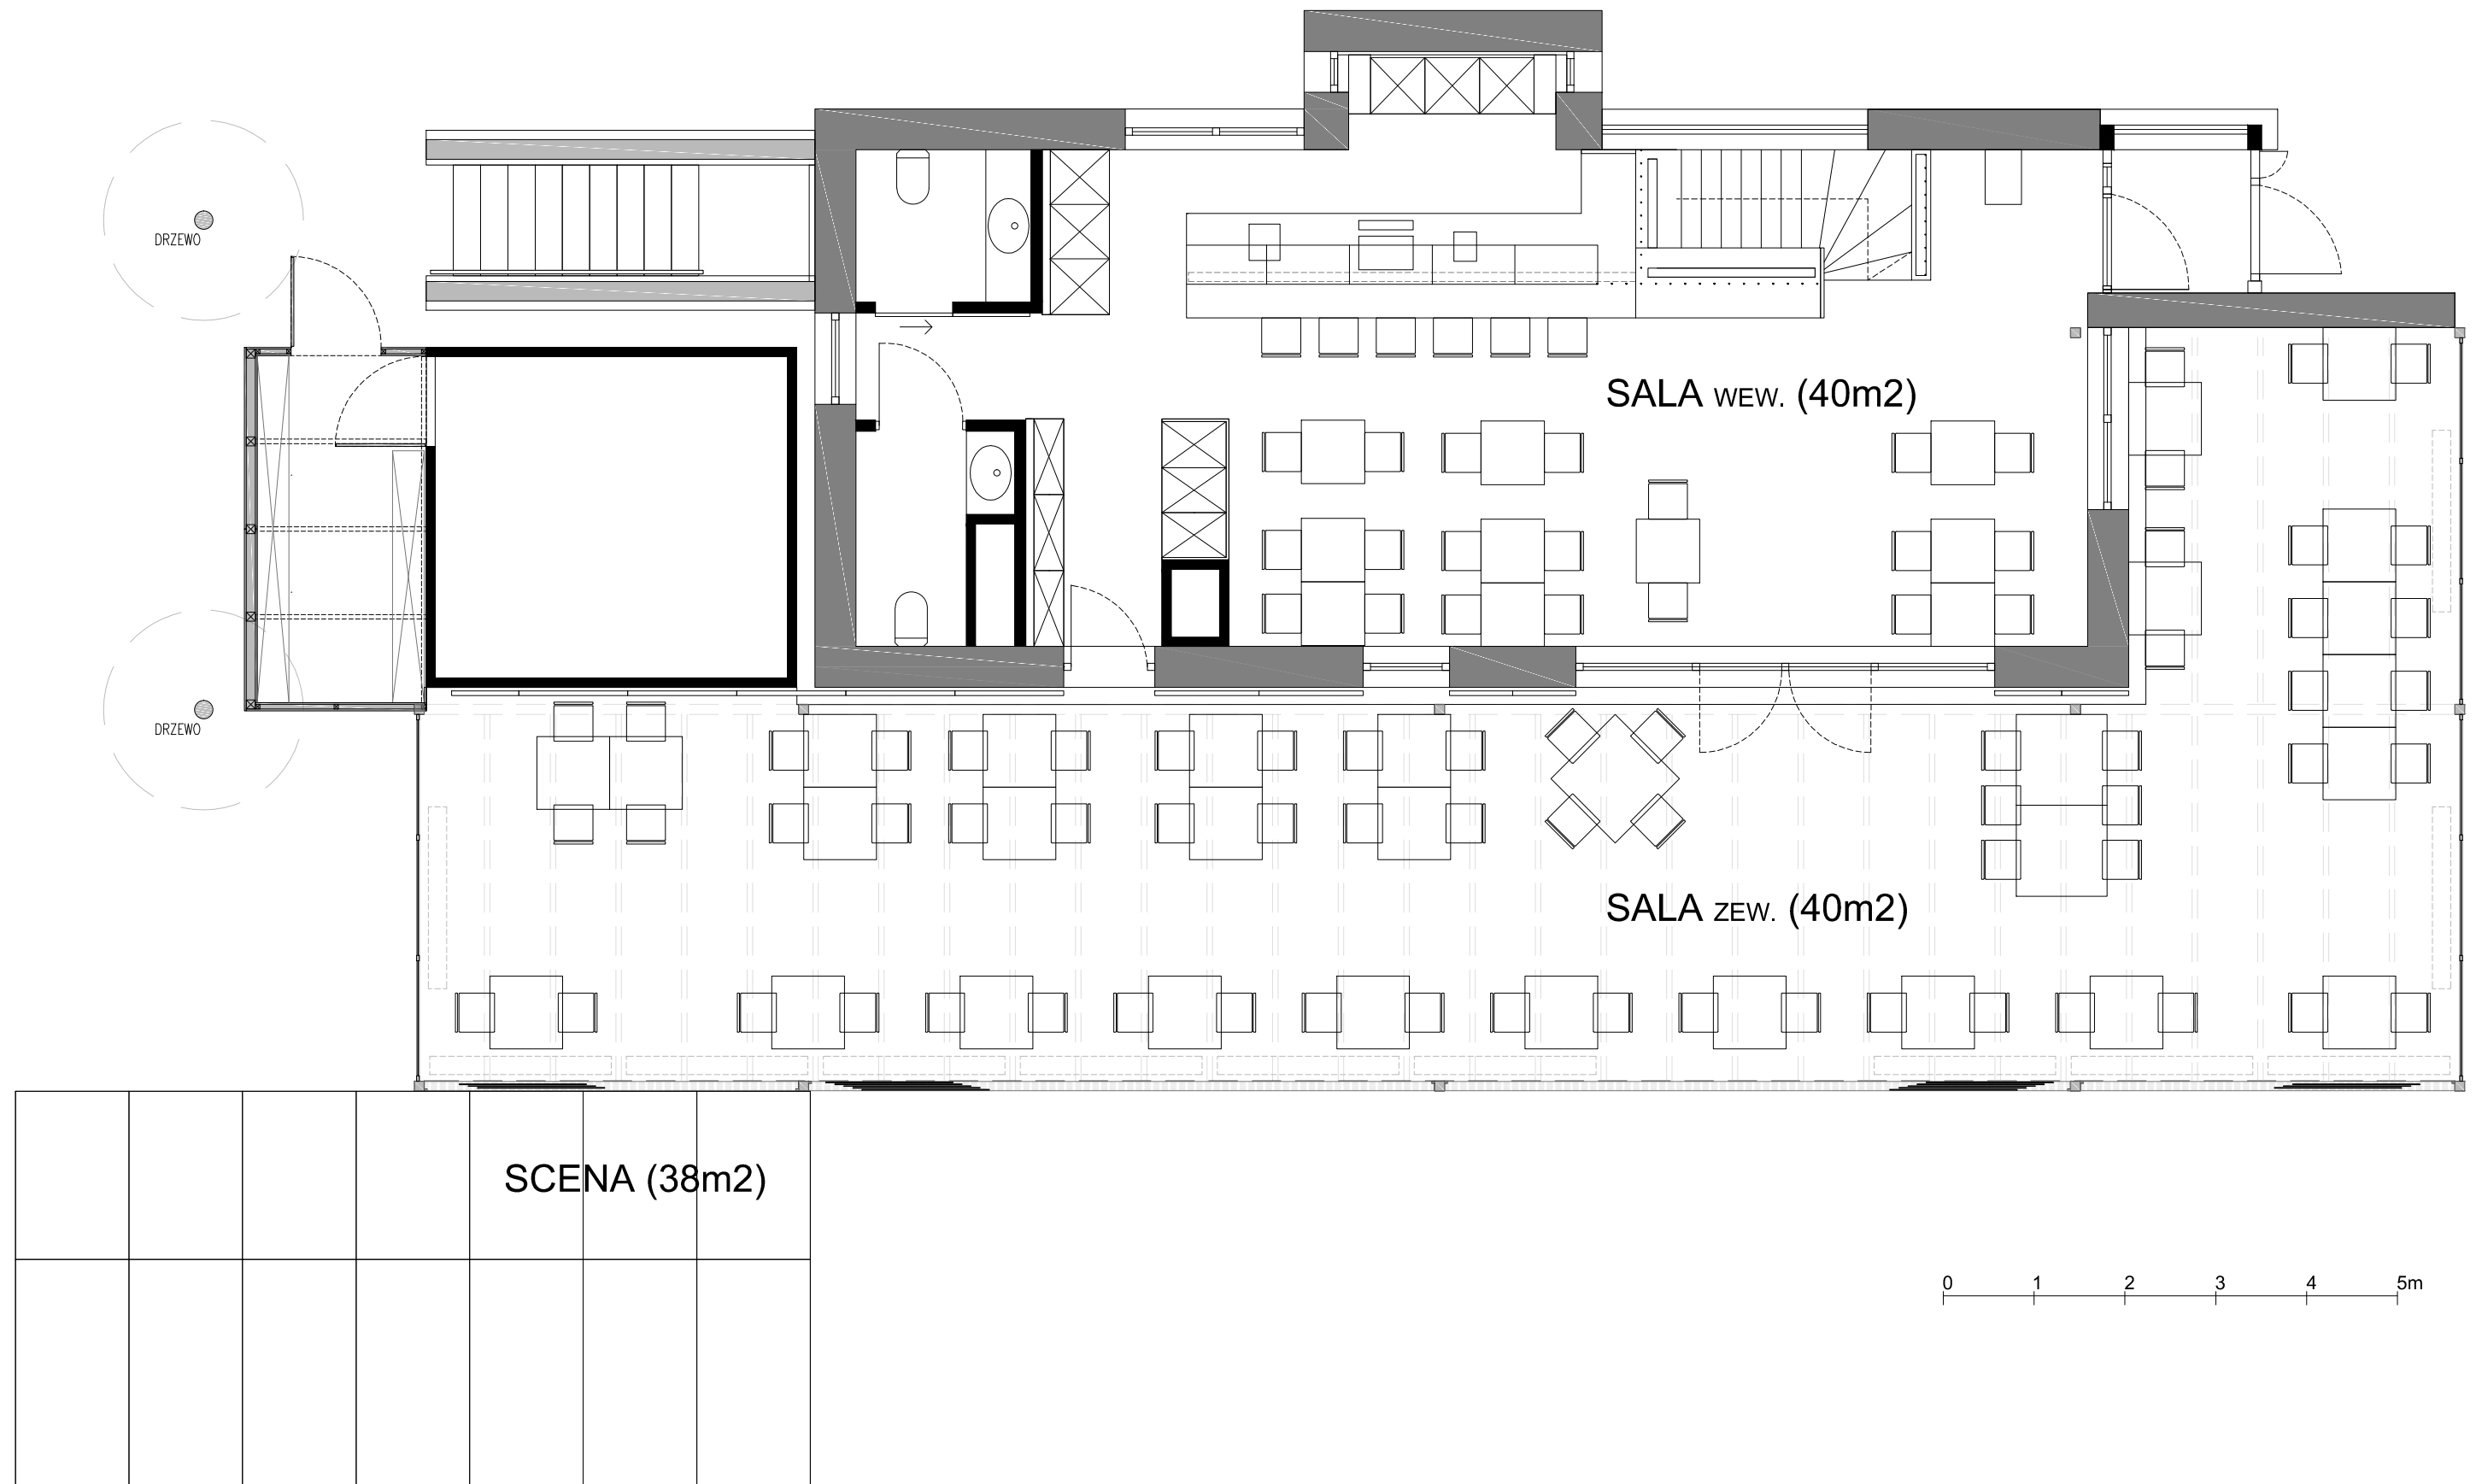 DRZEWO
SALA WEW. (40m2)
DRZEWO
SALA ZEW. (40m2)
SCENA (38m2)
0 1 2 3 4 5m